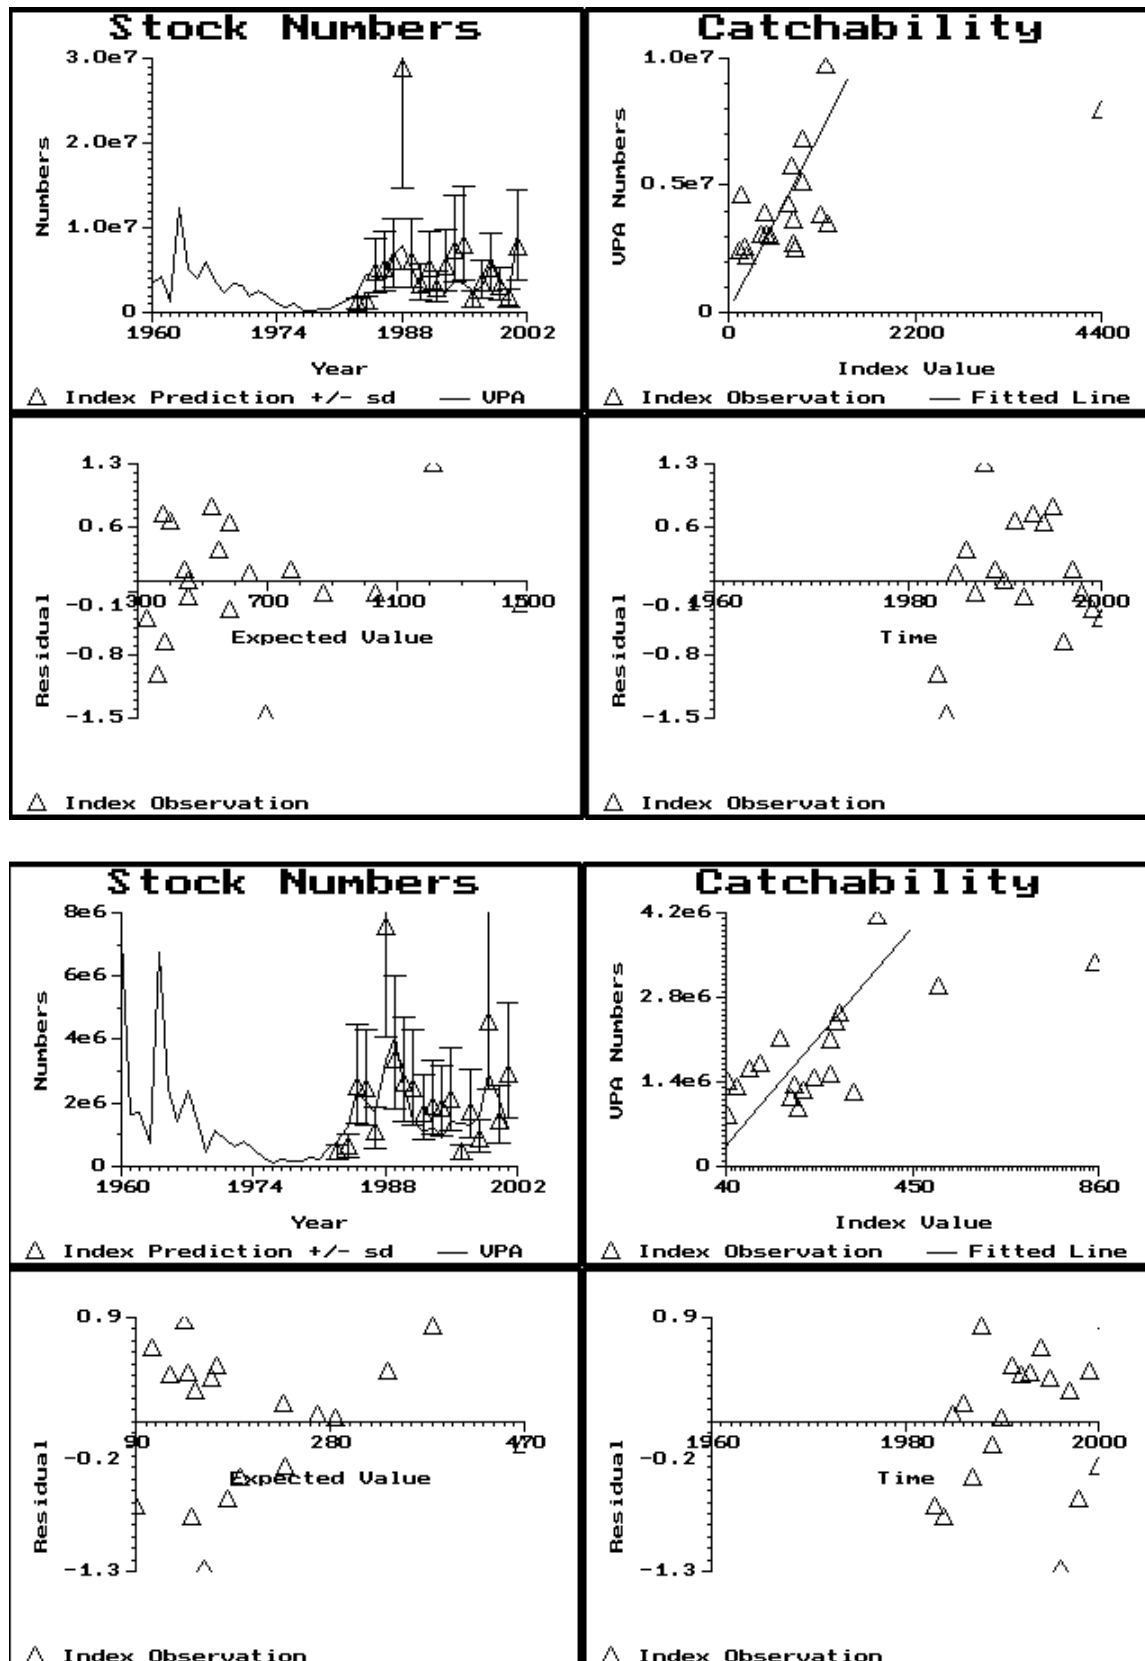 Stock Numbers
3.0e7
2.0e7
1.0e7
0
Numbers
1960 1974 1988 2002
Year
Index Prediction +/- sd VPA
Catchability
1.0e7
0.5e7
0
VPA Numbers
0 2200 4400
Index Value
Index Observation Fitted Line
1.3
0.6
-0.1
-0.8
-1.5
Residual
300 700 1100 1500
Expected Value
Index Observation
1.3
0.6
-0.1
-0.8
-1.5
Residual
1960 1980 2000
Time
Index Observation
Stock Numbers
8e6
6e6
4e6
2e6
0
Numbers
1960 1974 1988 2002
Year
Index Prediction +/- sd VPA
Catchability
4.2e6
2.8e6
1.4e6
0
VPA Numbers
40 450 860
Index Value
Index Observation Fitted Line
0.9
-0.2
-1.3
Residual
90 280 470
Expected Value
Index Observation
0.9
-0.2
-1.3
Residual
1960 1980 2000
Time
Index Observation